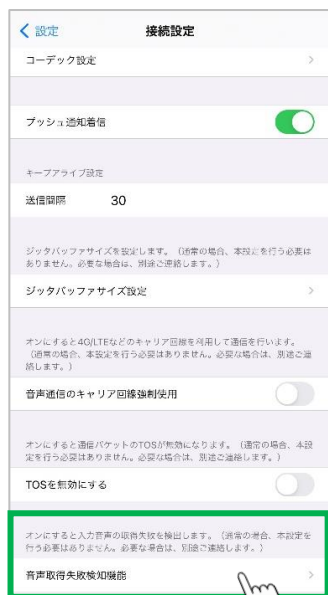 設定
接続設定
コーデック設定
プッシュ通知着信
キープアライブ設定
送信間隔 30
ジッタバッファサイズを設定します。（通常の場合、本設定を行う必要は
ありません。必要な場合は、別途ご連絡します。）
ジッタバッファサイズ設定
オンにすると4G/LTEなどのキャリア回線を利用して通信を行います。
（通常の場合、本設定を行う必要はありません。必要な場合は、別途ご連
絡します。）
音声通信のキャリア回線強制使用
オンにすると通信パケットのTOSが無効になります。（通常の場合、本設
定を行う必要はありません。必要な場合は、別途ご連絡します。）
TOSを無効にする
オンにすると入力音声の取得失敗を検出します。（通常の場合、本設定を
行う必要はありません。必要な場合は、別途ご連絡します。）
音声取得失敗検知機能